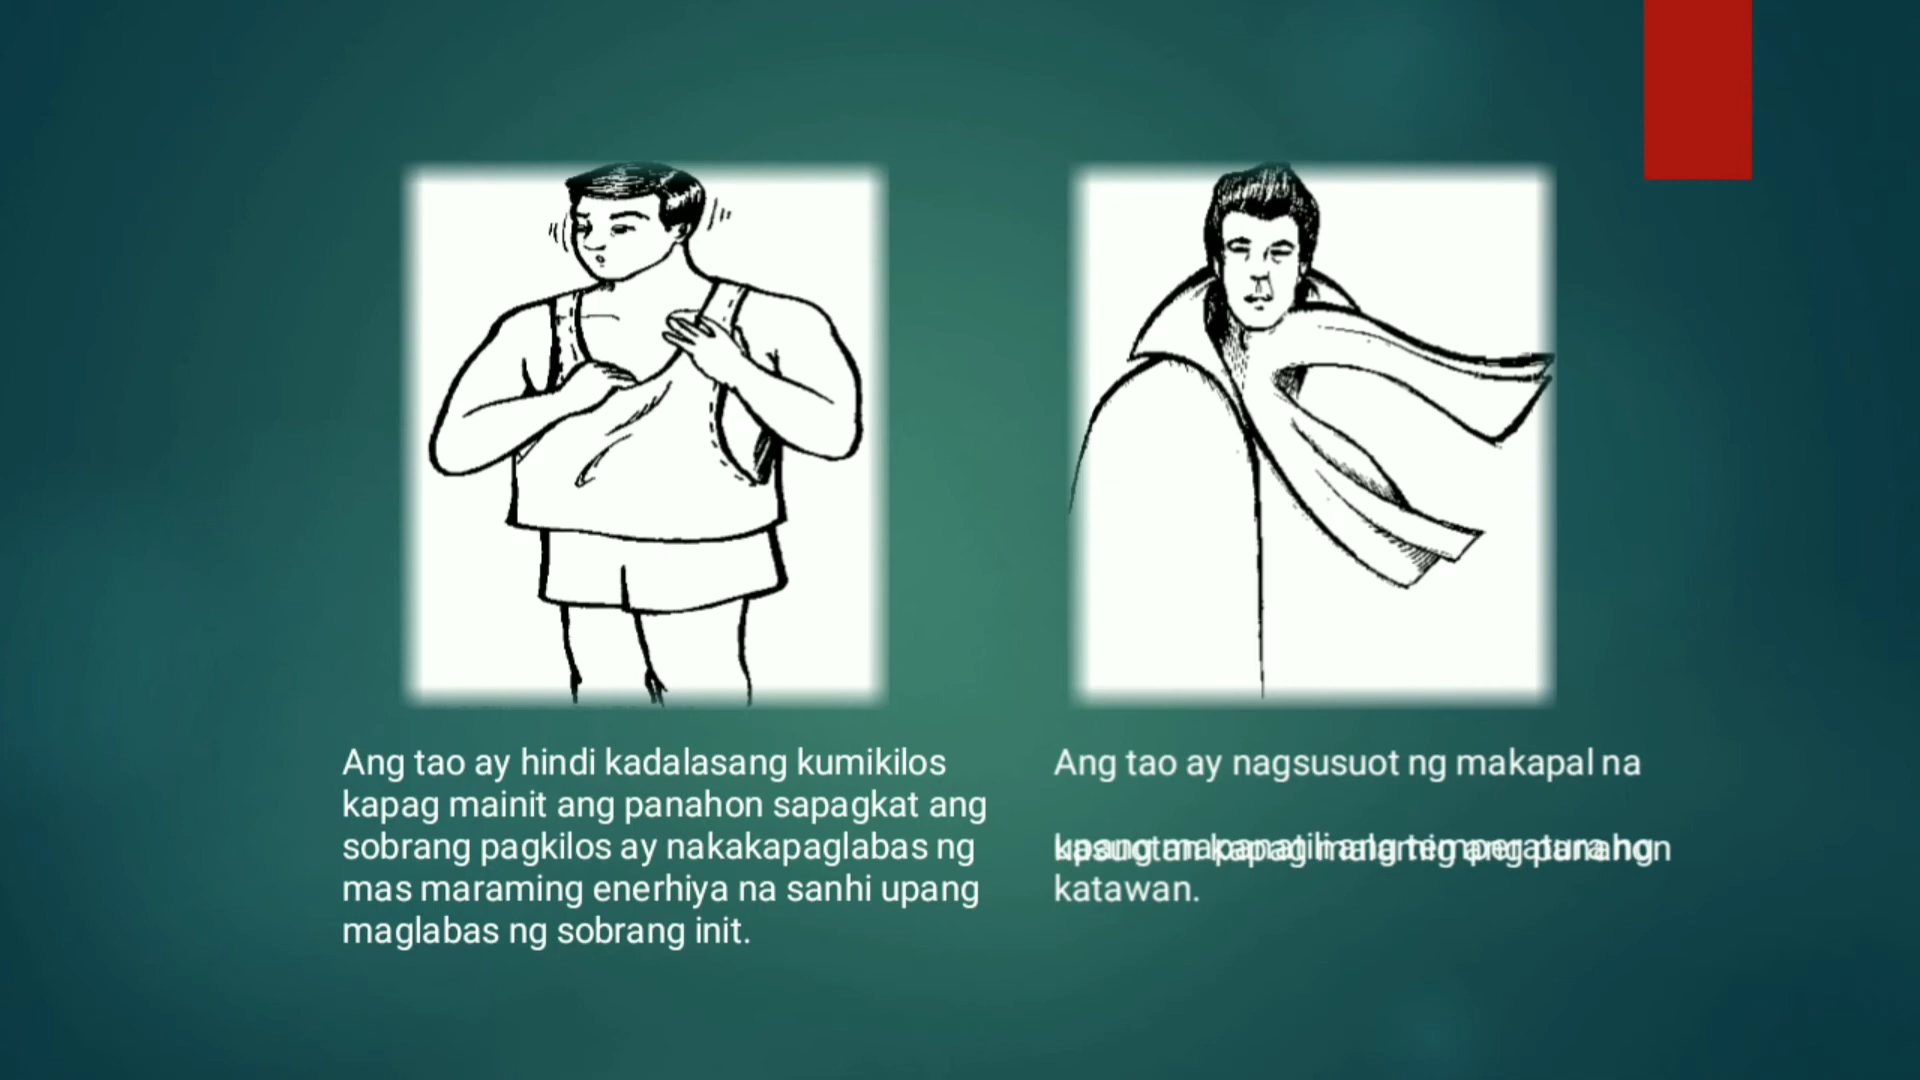 Ang tao ay hindi kadalasang kumikilos
kapag mainit ang panahon sapagkat ang
sobrang pagkilos ay nakakapaglabas ng
mas maraming enerhiya na sanhi upang
maglabas ng sobrang init.
Ang tao ay nagsusuot ng makapal na
katawan.